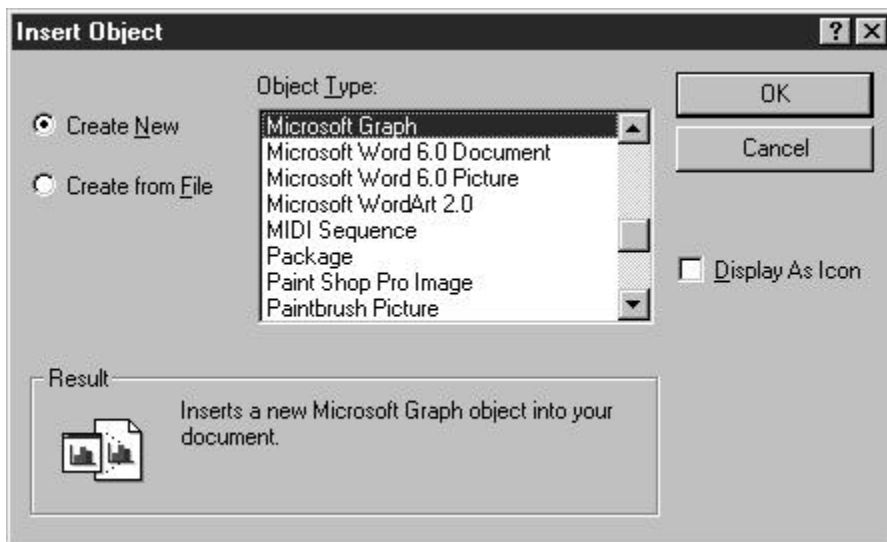 Insert Object
Object Type:
Create New
Create from File
Microsoft Graph
Microsoft Word 6.0 Document
Microsoft Word 6.0 Picture
Microsoft WordArt 2.0
MIDI Sequence
Package
Paint Shop Pro Image
Paintbrush Picture
OK
Cancel
Display As Icon
Result
Inserts a new Microsoft Graph object into your
document.